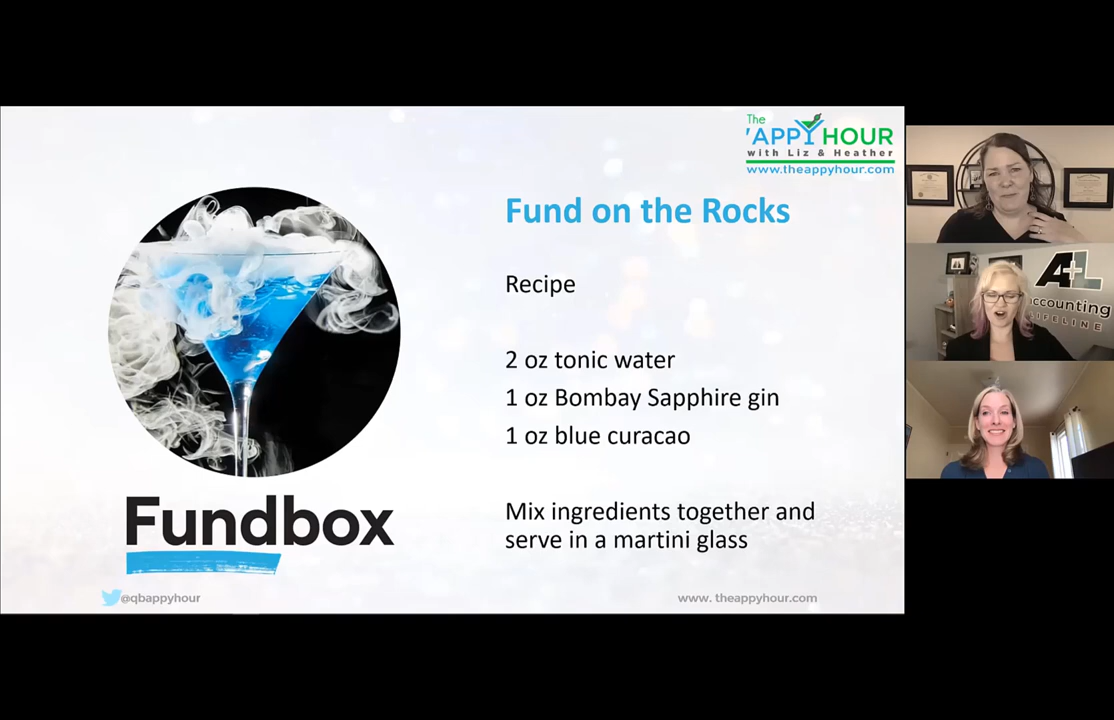 The
'APPY HOUR
with Liz & Heather
www.theappyhour.com
Fund on the Rocks
Recipe
2 oz tonic water
1 oz Bombay Sapphire gin
1 oz blue curacao
Mix ingredients together and
serve in a martini glass
Fundbox
@qbappyhour
www. theappyhour.com
A+L
accounting
LIFELINE